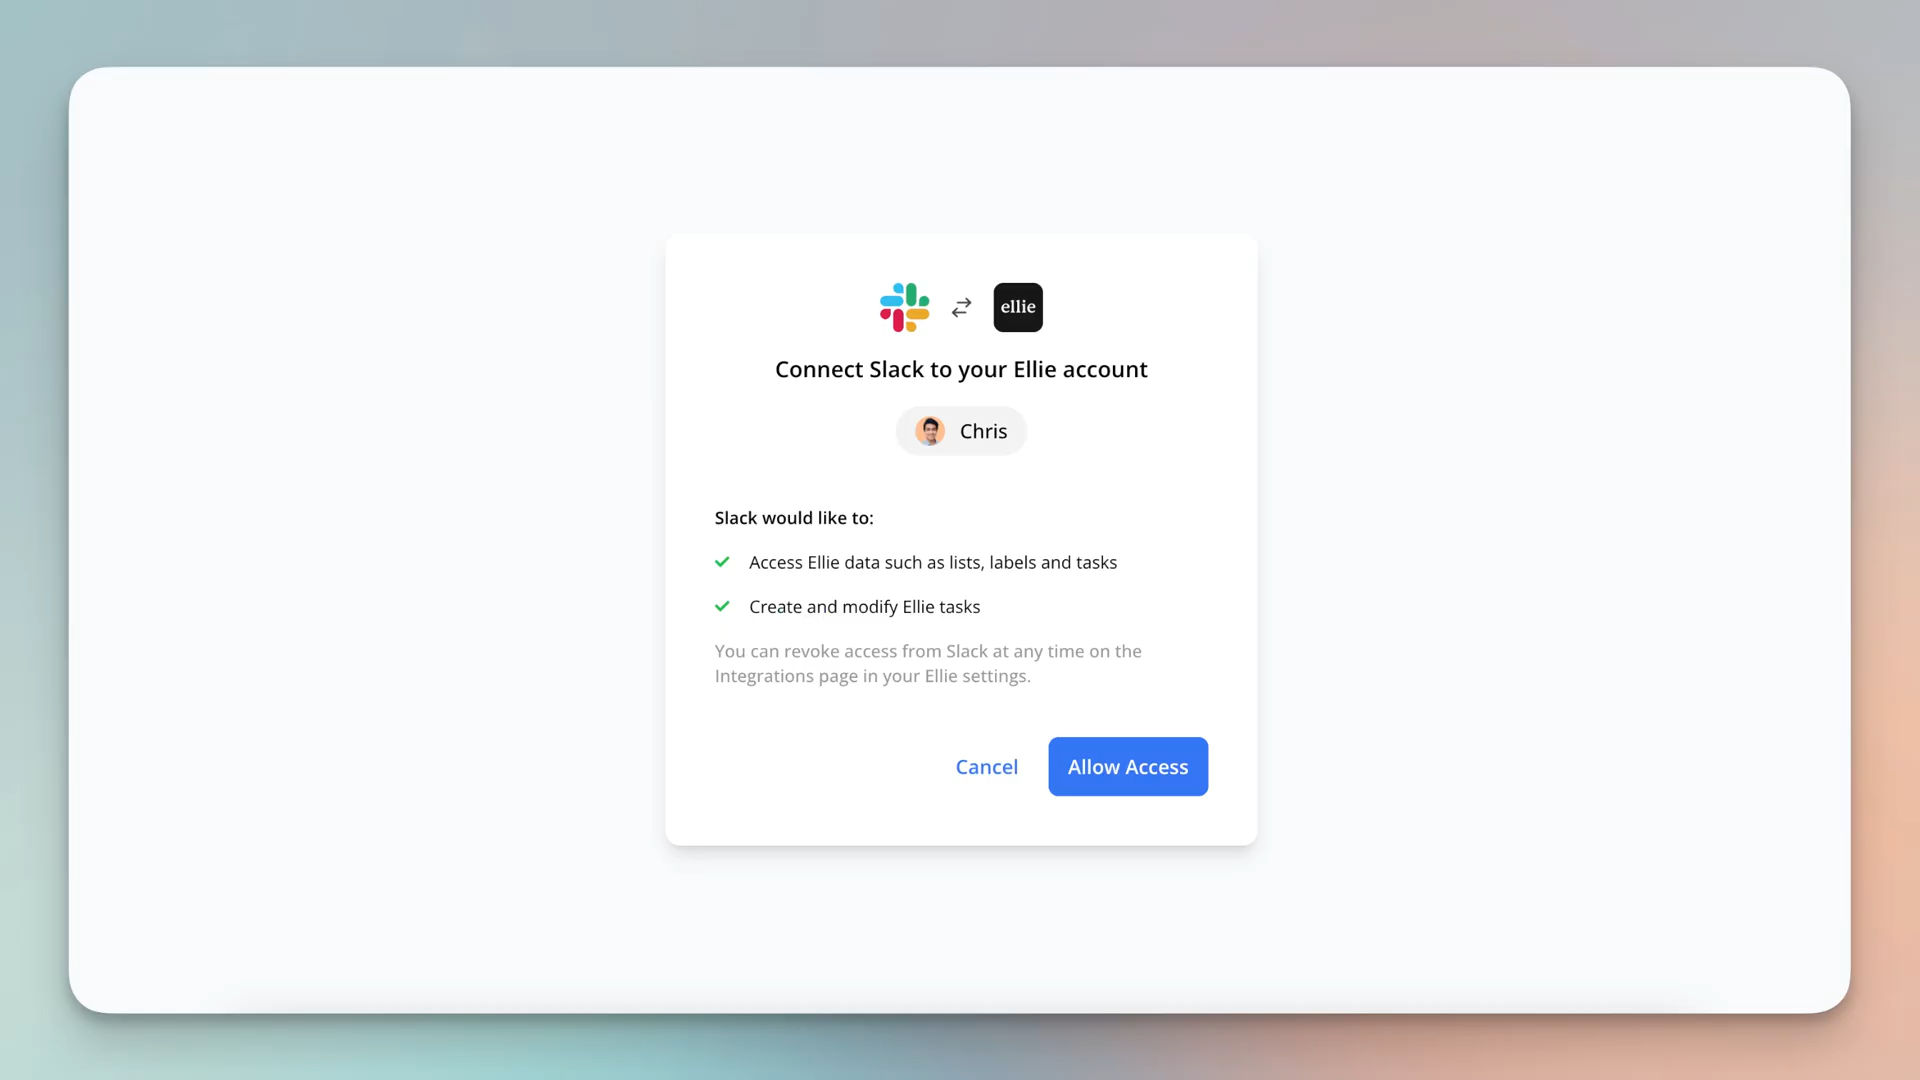 ellie
Connect Slack to your Ellie account
Chris
Slack would like to:
Access Ellie data such as lists, labels and tasks
Create and modify Ellie tasks
You can revoke access from Slack at any time on the
Integrations page in your Ellie settings.
Cancel
Allow Access